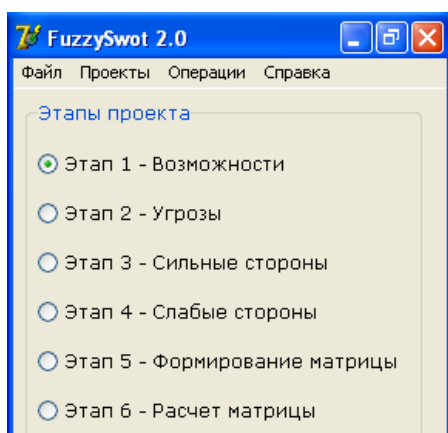 FuzzySwot 2.0
Файл Проекты Операции Справка
Этапы проекта
Этап 1 - Возможности
Этап 2 - Угрозы
Этап 3 - Сильные стороны
Этап 4 - Слабые стороны
Этап 5 - Формирование матрицы
Этап 6 - Расчет матрицы